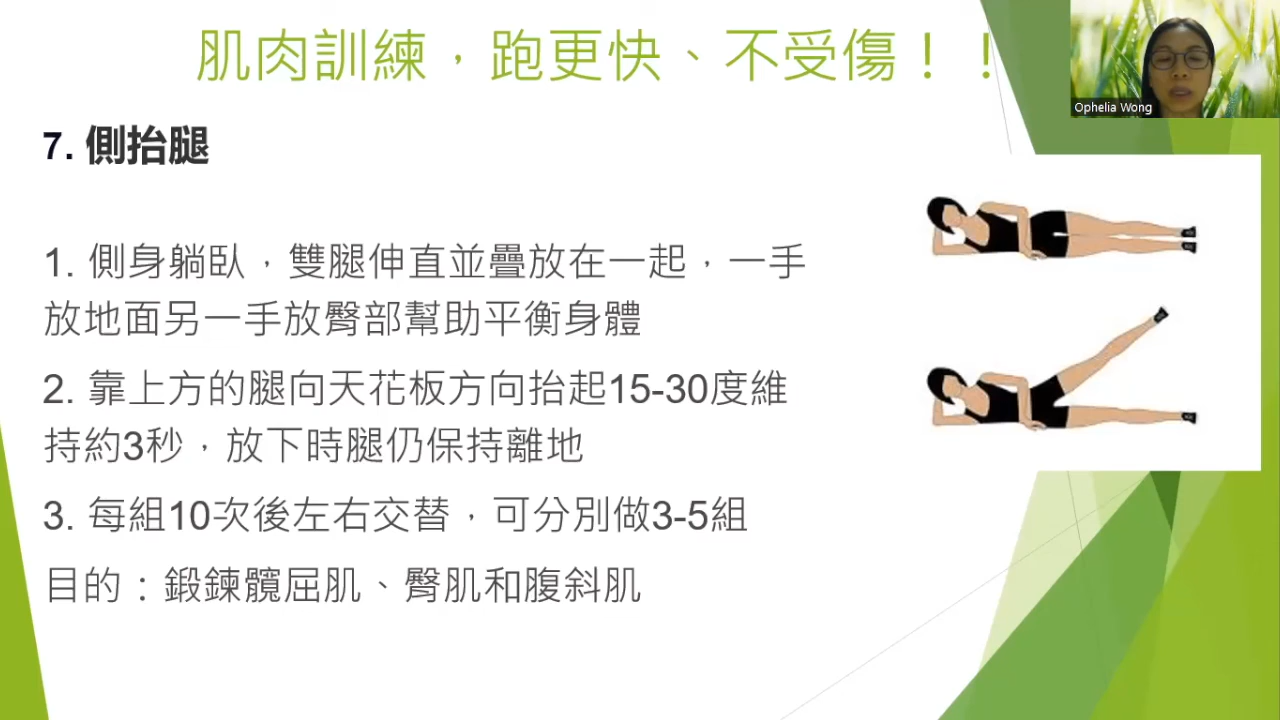 肌肉訓練，跑更快、不受傷！！
Ophelia Wong
7. 側抬腿
1. 側身躺臥，雙腿伸直並疊放在一起，一手
放地面另一手放臀部幫助平衡身體
2. 靠上方的腿向天花板方向抬起15-30度維
持約3秒，放下時腿仍保持離地
3. 每組10次後左右交替，可分別做3-5組
目的：鍛鍊髖屈肌、臀肌和腹斜肌